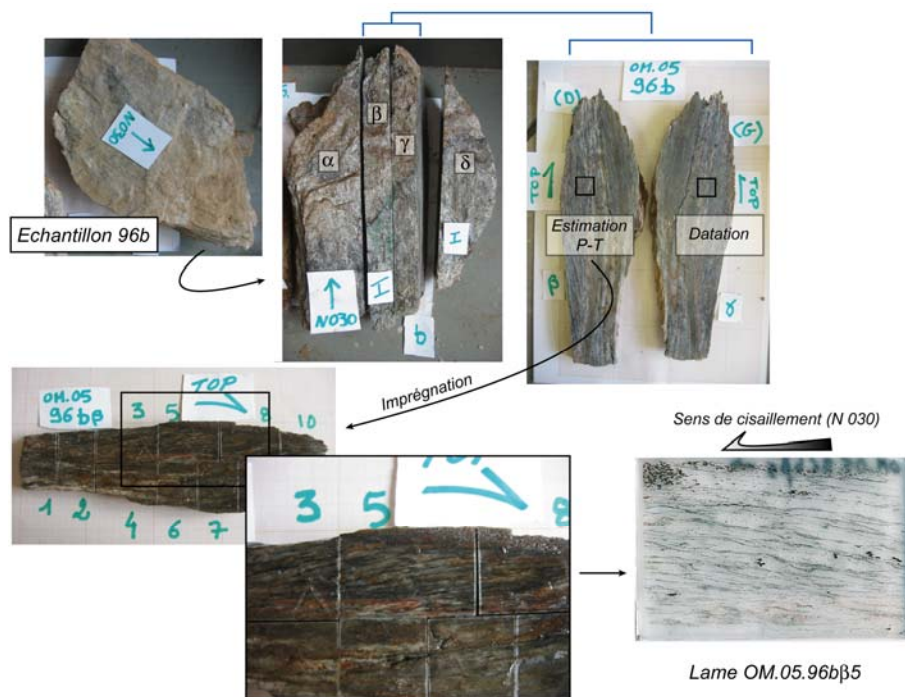 N030
Echantillon 96b
α
β
γ
δ
I
I
N030
b
OM.05
96b
(D)
(G)
TOP
TOP
Estimation
P-T
Datation
β
γ
Imprégnation
OM.05
96bβ
TOP
3 5 8 10
1 2 4 6 7
TOP
3 5 8
Sens de cisaillement (N 030)
Lame OM.05.96bβ5